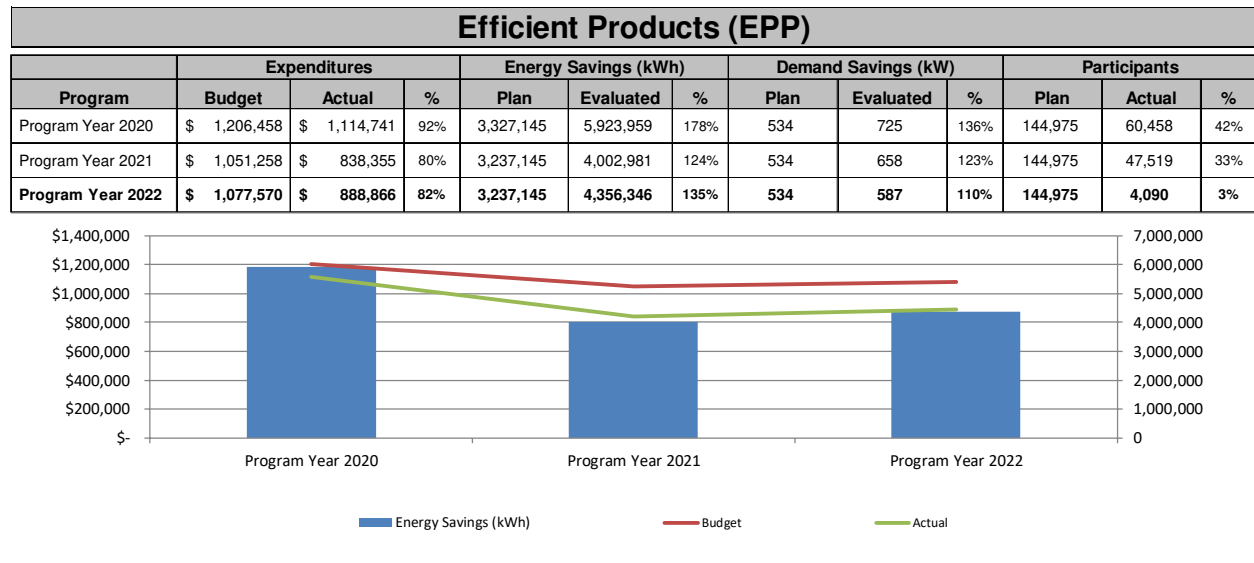 Efficient Products (EPP)
Expenditures Energy Savings (kWh) Demand Savings (kW) Participants
Program Budget Actual % Plan Evaluated % Plan Evaluated % Plan Actual %
Program Year 2020 $ 1,206,458 $ 1,114,741 92% 3,327,145 5,923,959 178% 534 725 136% 144,975 60,458 42%
Program Year 2021 $ 1,051,258 $ 838,355 80% 3,237,145 4,002,981 124% 534 658 123% 144,975 47,519 33%
Program Year 2022 $ 1,077,570 $ 888,866 82% 3,237,145 4,356,346 135% 534 587 110% 144,975 4,090 3%
$1,400,000 7,000,000
$1,200,000 6,000,000
$1,000,000 5,000,000
$800,000 4,000,000
$600,000 3,000,000
$400,000 2,000,000
$200,000 1,000,000
$- 0
Program Year 2020 Program Year 2021 Program Year 2022
Energy Savings (kWh) Budget Actual